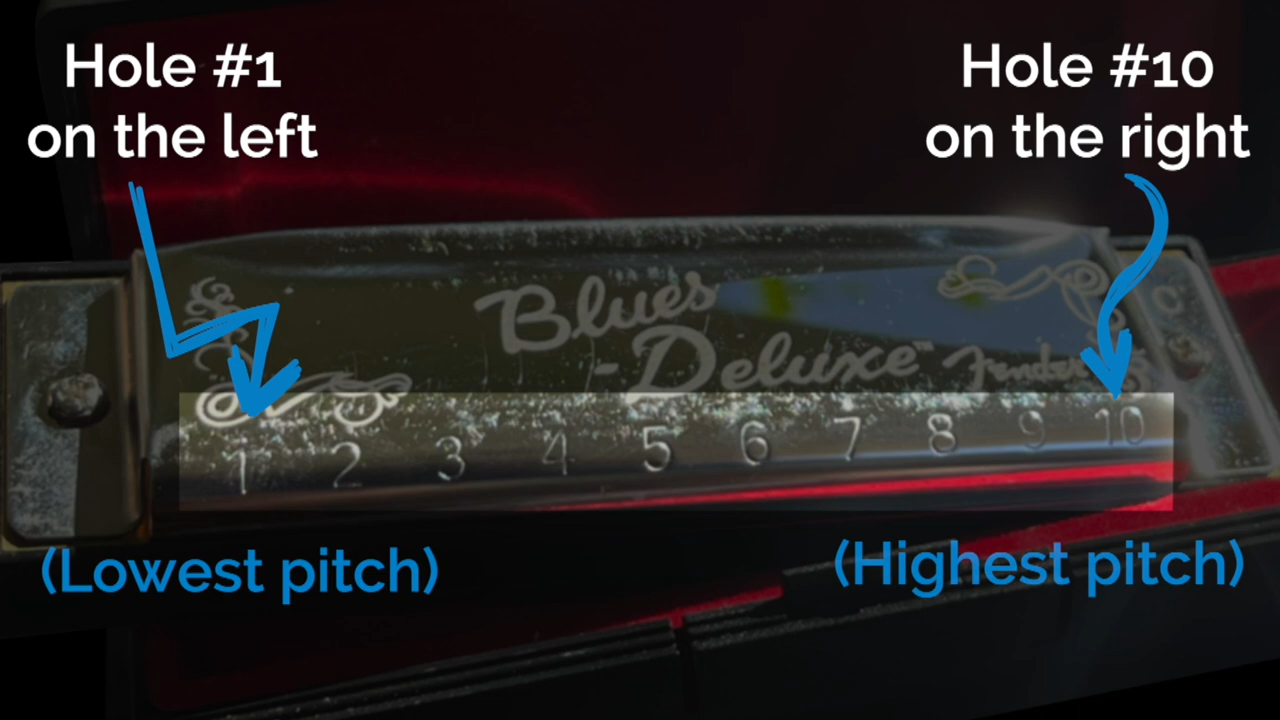 Hole #1
on the left
Hole #10
on the right
Blues
-Deluxe™
Fender
C
1 2 3 4 5 6 7 8 9 10
(Lowest pitch)
(Highest pitch)